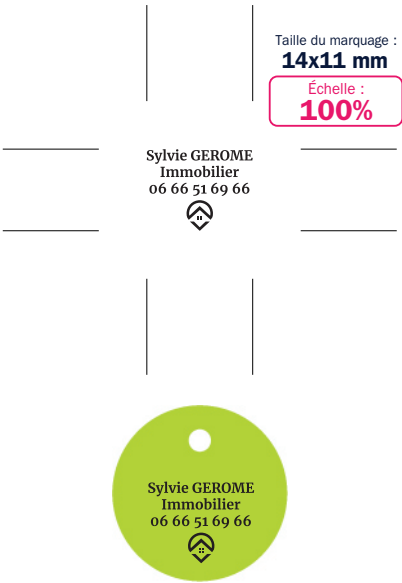 Taille du marquage :
14x11 mm
Échelle :
100%
Sylvie GEROME
Immobilier
06 66 51 69 66
Sylvie GEROME
Immobilier
06 66 51 69 66